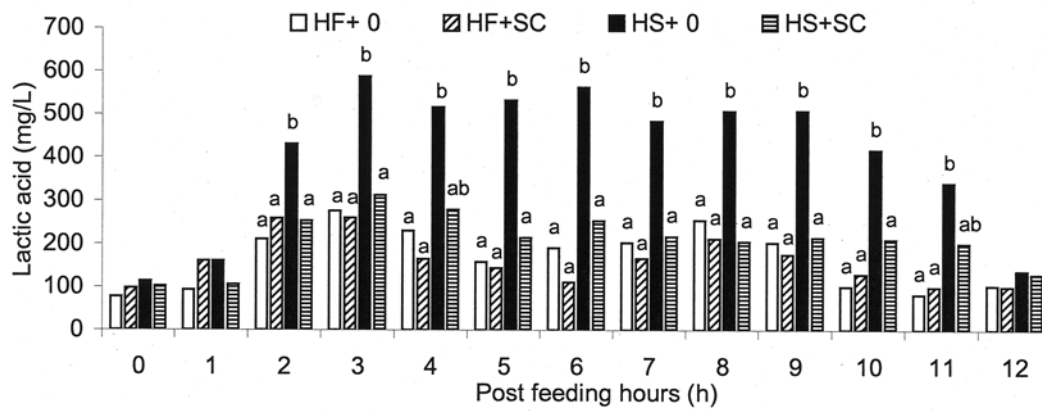 HF+ 0 HF+SC HS+ 0 HS+SC
Lactic acid (mg/L)
700
600
500
400
300
200
100
0
a a b a
a a b a
a a b ab
a a b a
a a b a
a a b a
a a b a
a a b a
a a b a
a a b ab
0 1 2 3 4 5 6 7 8 9 10 11 12
Post feeding hours (h)